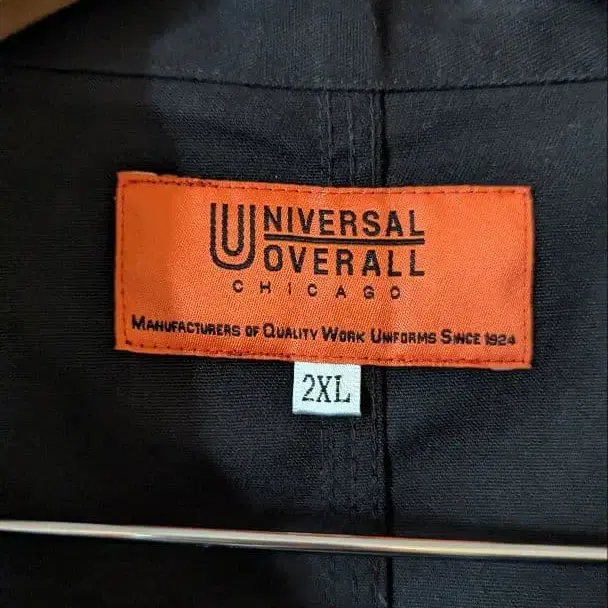 UNIVERSAL
OVERALL
CHICAGO
MANUFACTURERS OF QUALITY WORK UNIFORMS SINCE 1924
2XL